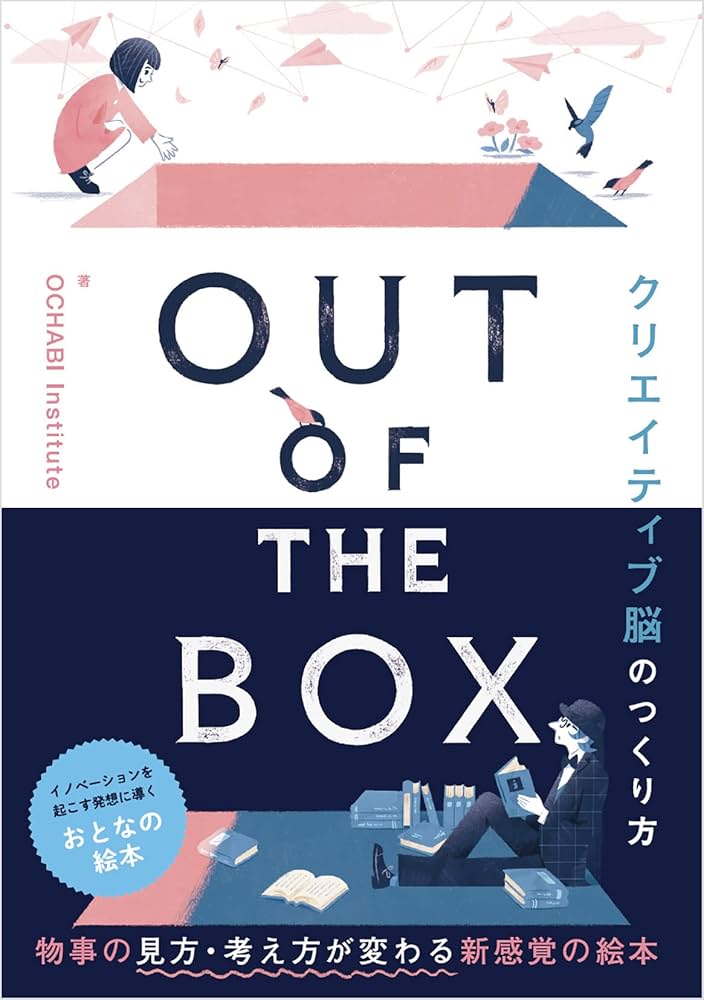 OUT
OF
THE
BOX
クリエイティブ脳のつくり方
著
OCHABI Institute
イノベーションを
起こす発想に導く
おとなの
絵本
物事の見方・考え方が変わる新感覚の絵本